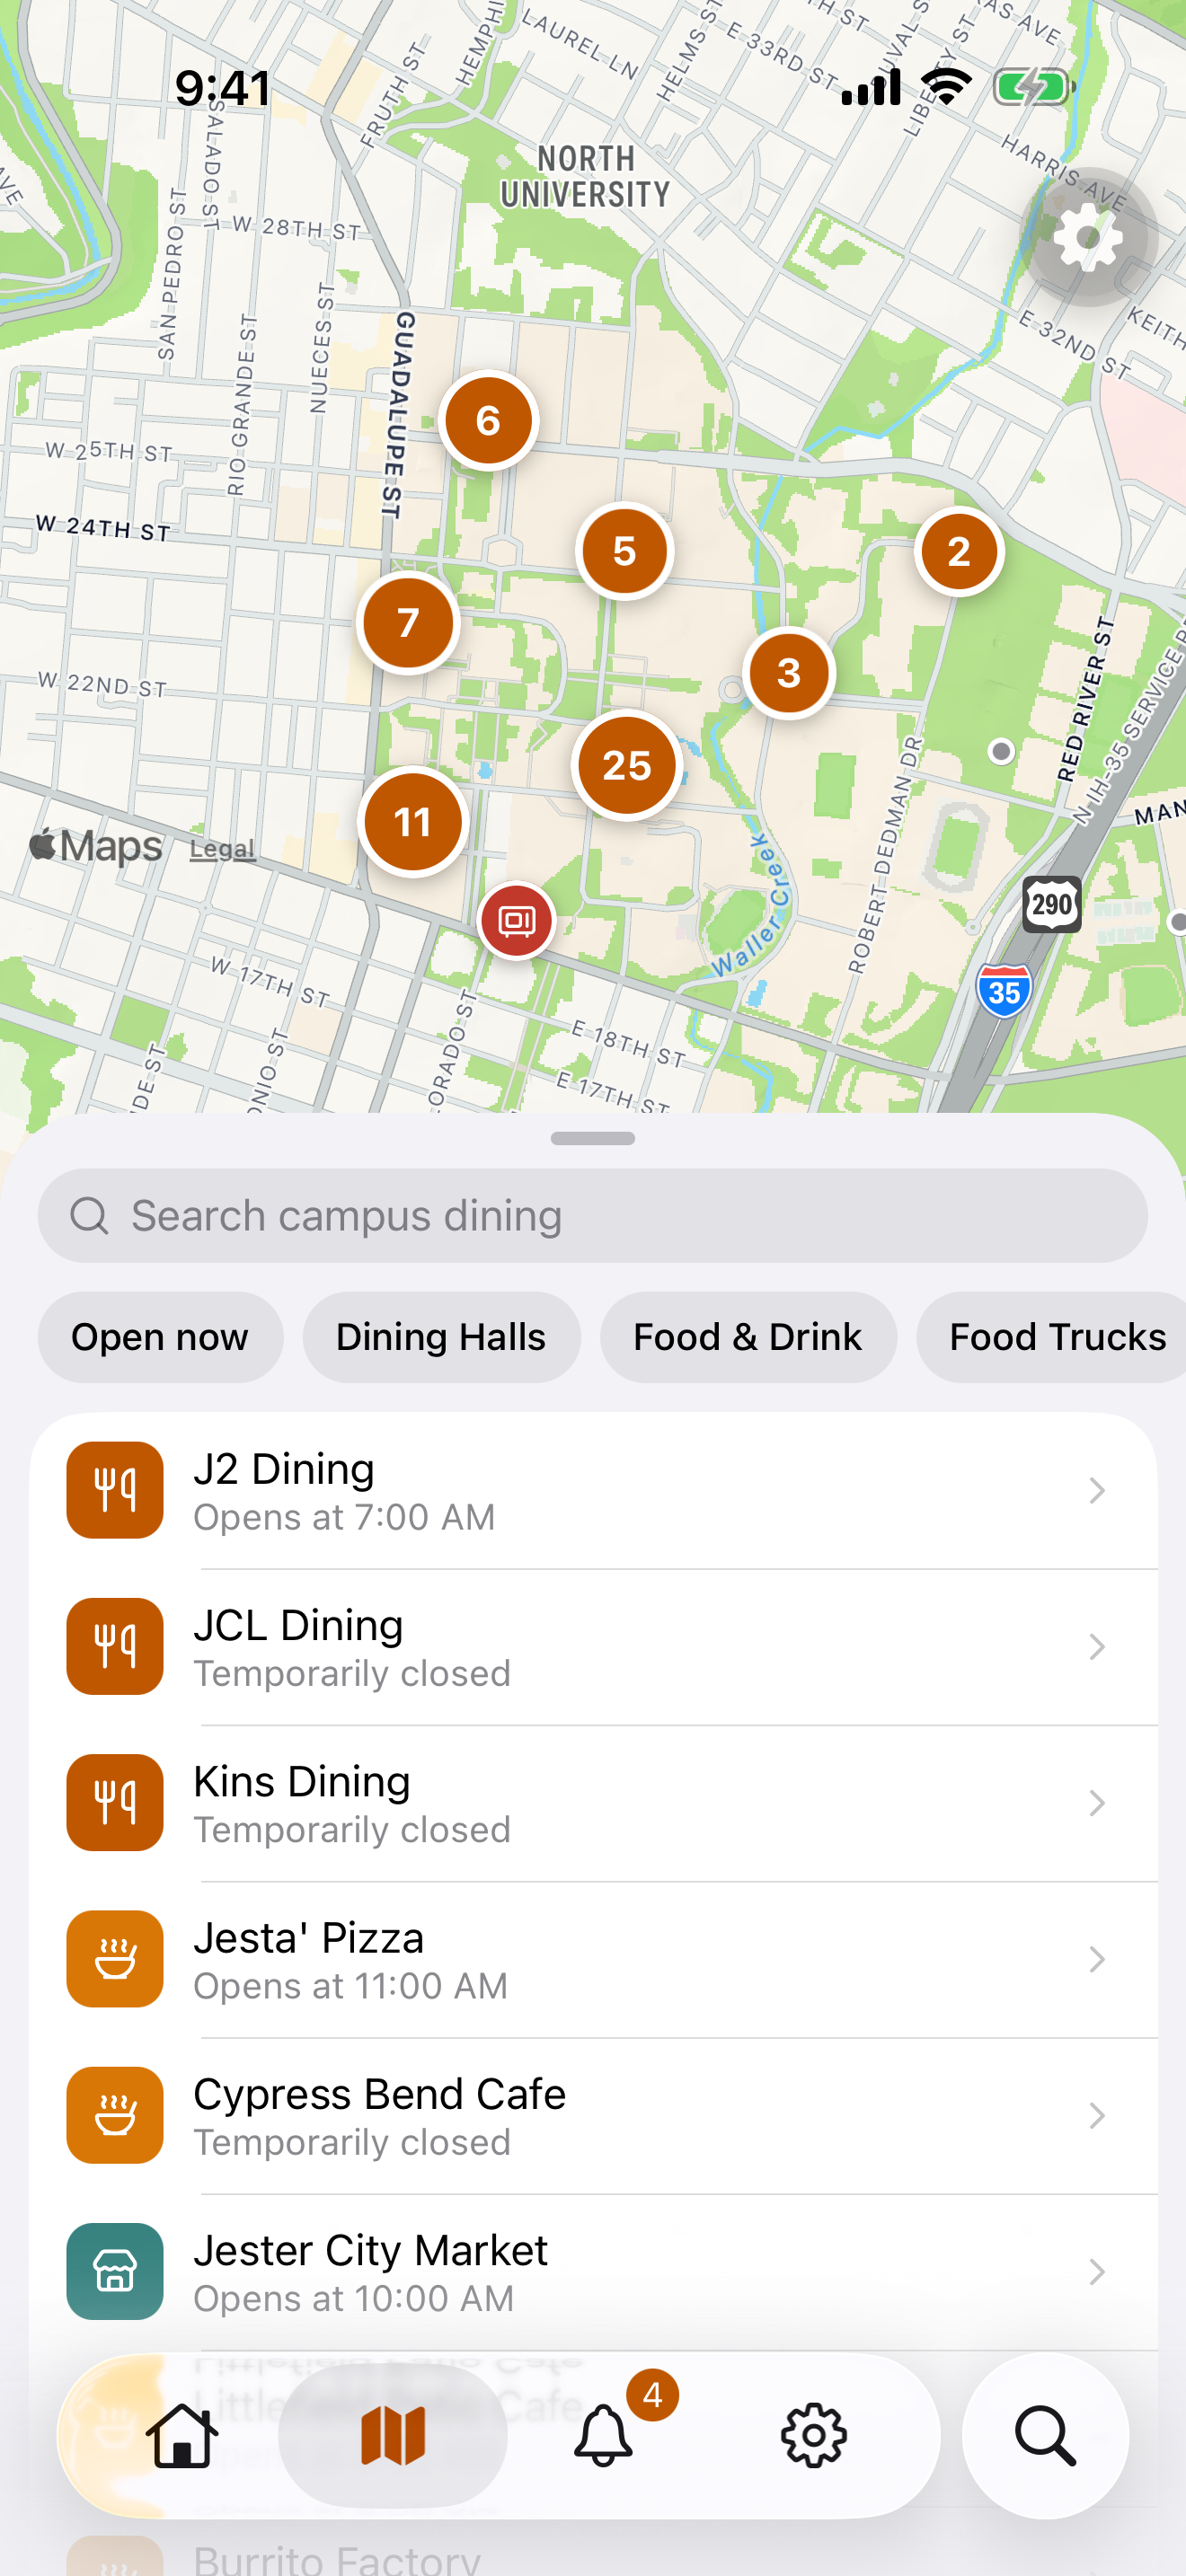 LAUREL LN
HELMS ST
E 33RD ST
HARRIS AVE
9:41
FRUTH ST
SALADO ST
NORTH
UNIVERSITY
W 28TH ST
SAN PEDRO ST
NUECES ST
RIO GRANDE ST
GUADALUPE ST
E 32ND ST
KEITH
6
W 25TH ST
W 24TH ST
5
2
7
3
W 22ND ST
RED RIVER ST
25
11
Maps
Legal
MAN
Waller Creek
ROBERT DEDMAN DR
290
35
W 17TH ST
E 18TH ST
E 17TH ST
Search campus dining
Open now
Dining Halls
Food & Drink
Food Trucks
J2 Dining
Opens at 7:00 AM
JCL Dining
Temporarily closed
Kins Dining
Temporarily closed
Jesta' Pizza
Opens at 11:00 AM
Cypress Bend Cafe
Temporarily closed
Jester City Market
Opens at 10:00 AM
4
Burrito Factory